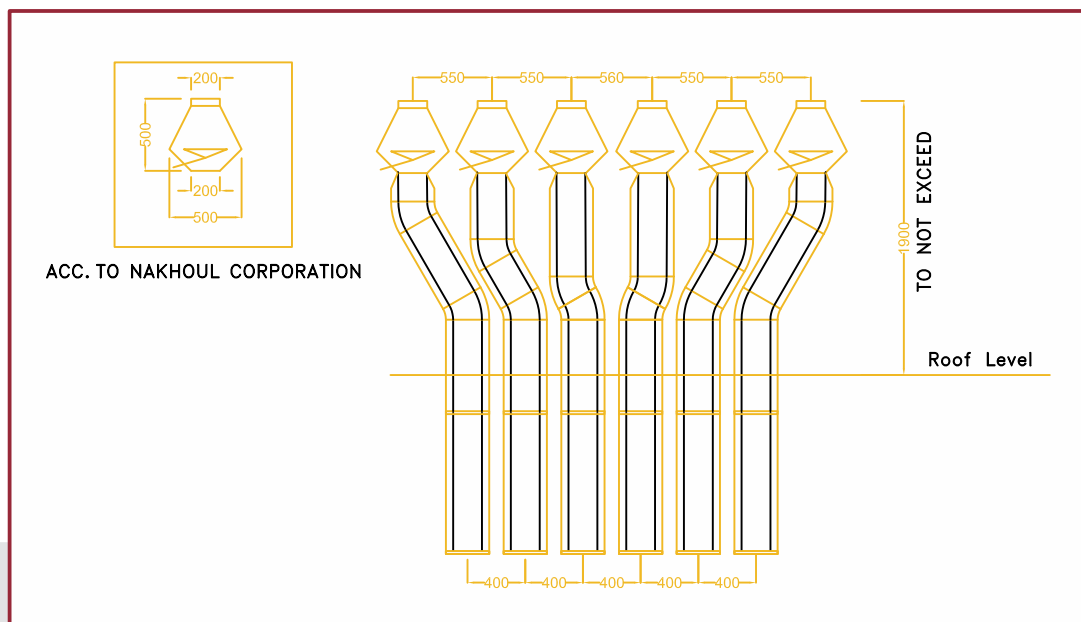 200
500
200
500
ACC. TO NAKHOUL CORPORATION
550 550 560 550 550
1900
TO NOT EXCEED
Roof Level
400 400 400 400 400